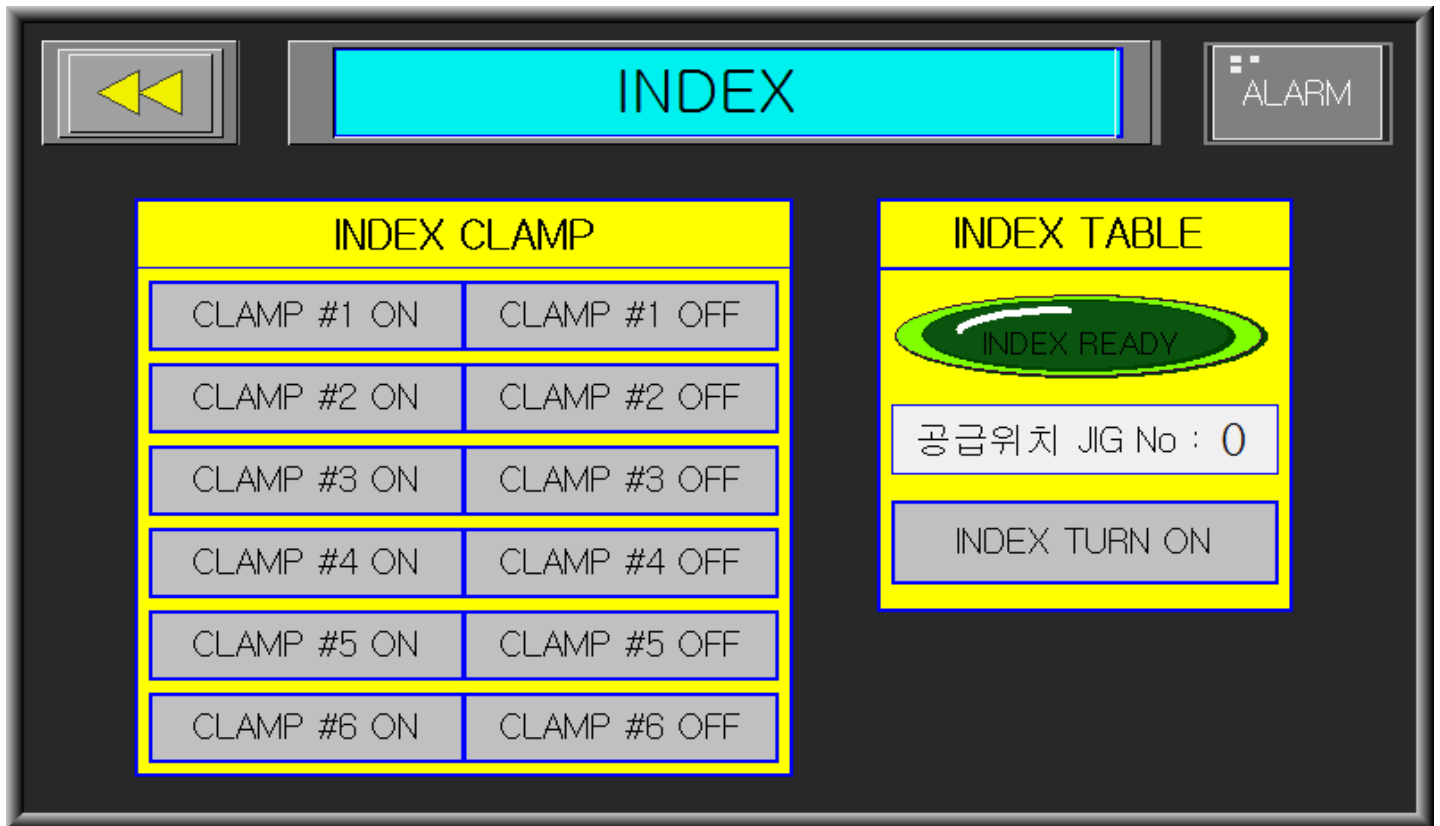 INDEX
ALARM
INDEX CLAMP
CLAMP #1 ON CLAMP #1 OFF
CLAMP #2 ON CLAMP #2 OFF
CLAMP #3 ON CLAMP #3 OFF
CLAMP #4 ON CLAMP #4 OFF
CLAMP #5 ON CLAMP #5 OFF
CLAMP #6 ON CLAMP #6 OFF
INDEX TABLE
INDEX READY
공급위치 JIG No : 0
INDEX TURN ON